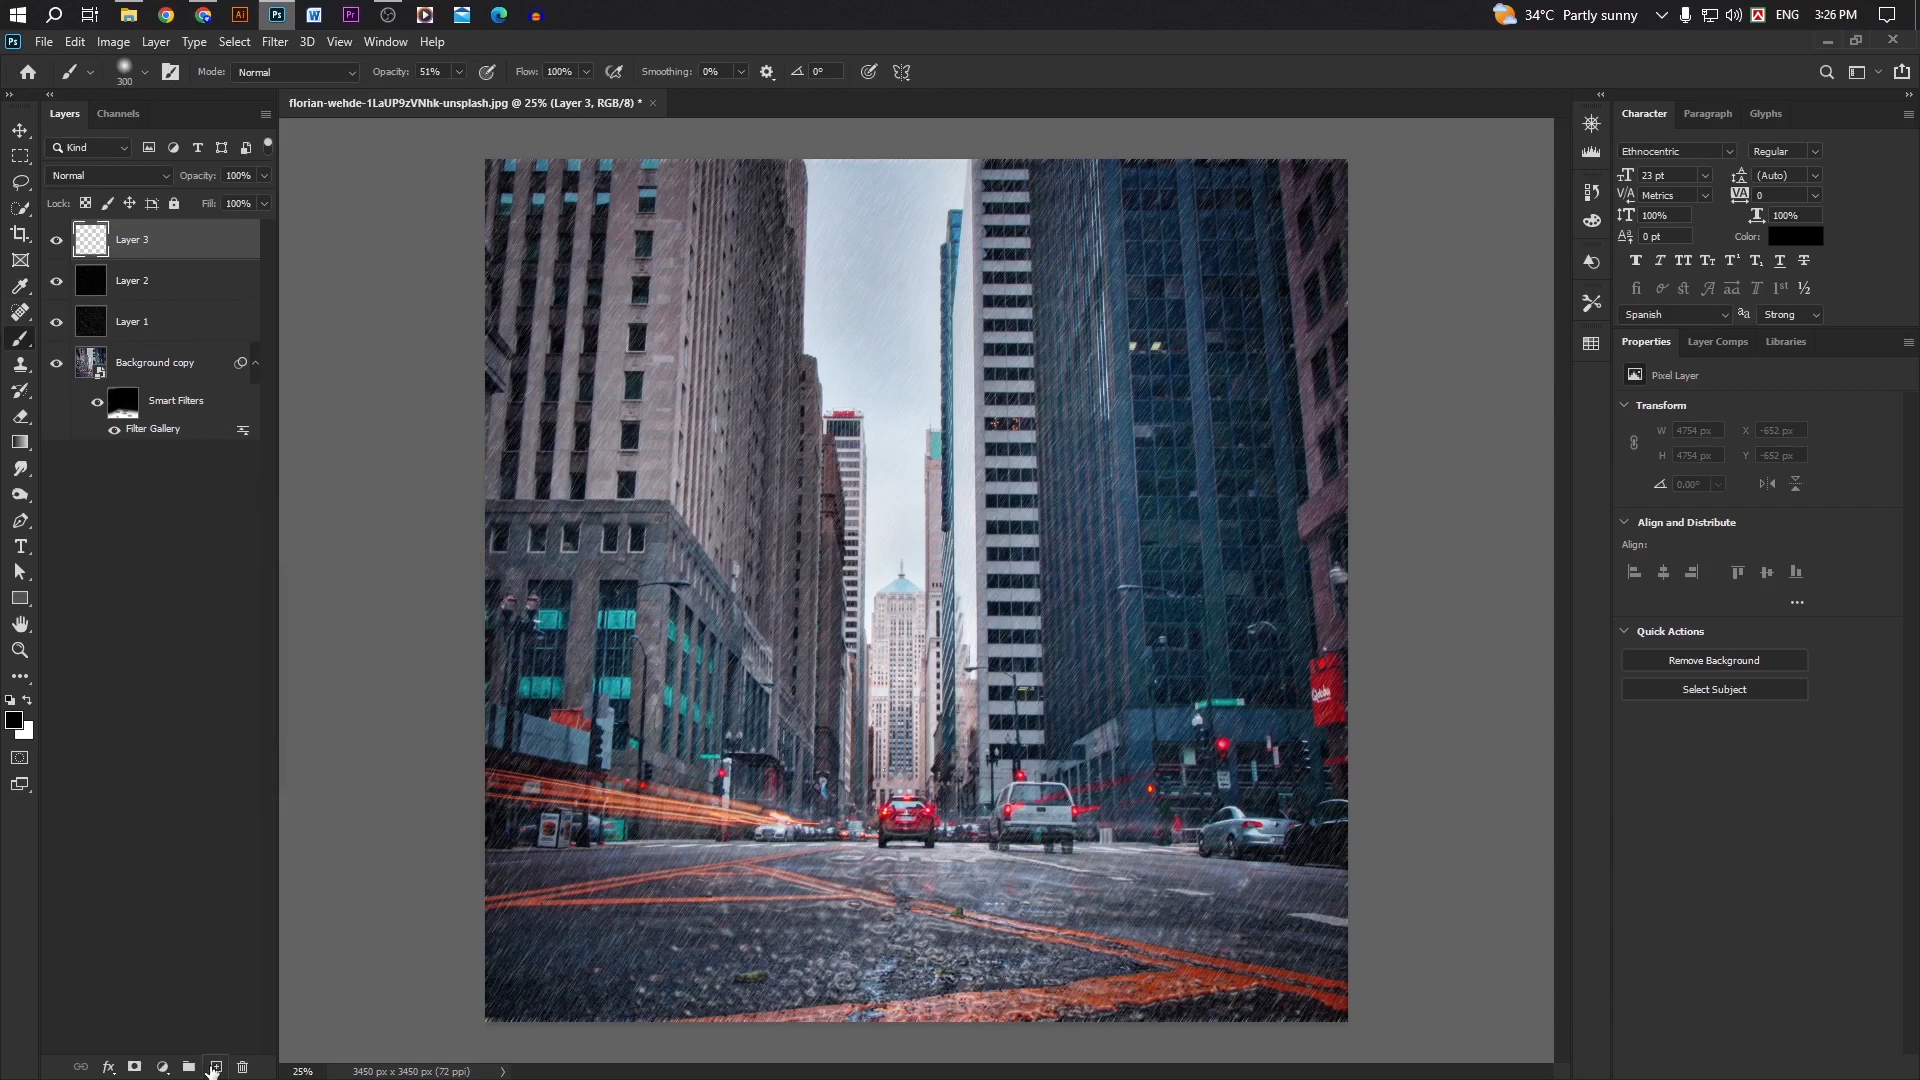 34°C Partly sunny
ENG
3:26 PM
File Edit Image Layer Type Select Filter 3D View Window Help
300
Mode: Normal
Opacity: 51%
Flow: 100%
Smoothing: 0%
0°
Layers Channels
florian-wehde-1LaUP9zVNhk-unsplash.jpg @ 25% (Layer 3, RGB/8) *
Kind
Normal
Opacity: 100%
Lock:
Fill: 100%
Layer 3
Layer 2
Layer 1
Background copy
Smart Filters
Filter Gallery
25%
3450 px x 3450 px (72 ppi)
Character Paragraph Glyphs
Ethnocentric
Regular
23 pt
(Auto)
Metrics
0
100%
100%
0 pt
Color:
Spanish
Strong
Properties Layer Comps Libraries
Pixel Layer
Transform
W 4754 px X -652 px
H 4754 px Y -652 px
0.00°
Align and Distribute
Align:
Quick Actions
Remove Background
Select Subject